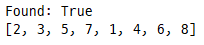 Found: True
[2, 3, 5, 7, 1, 4, 6, 8]